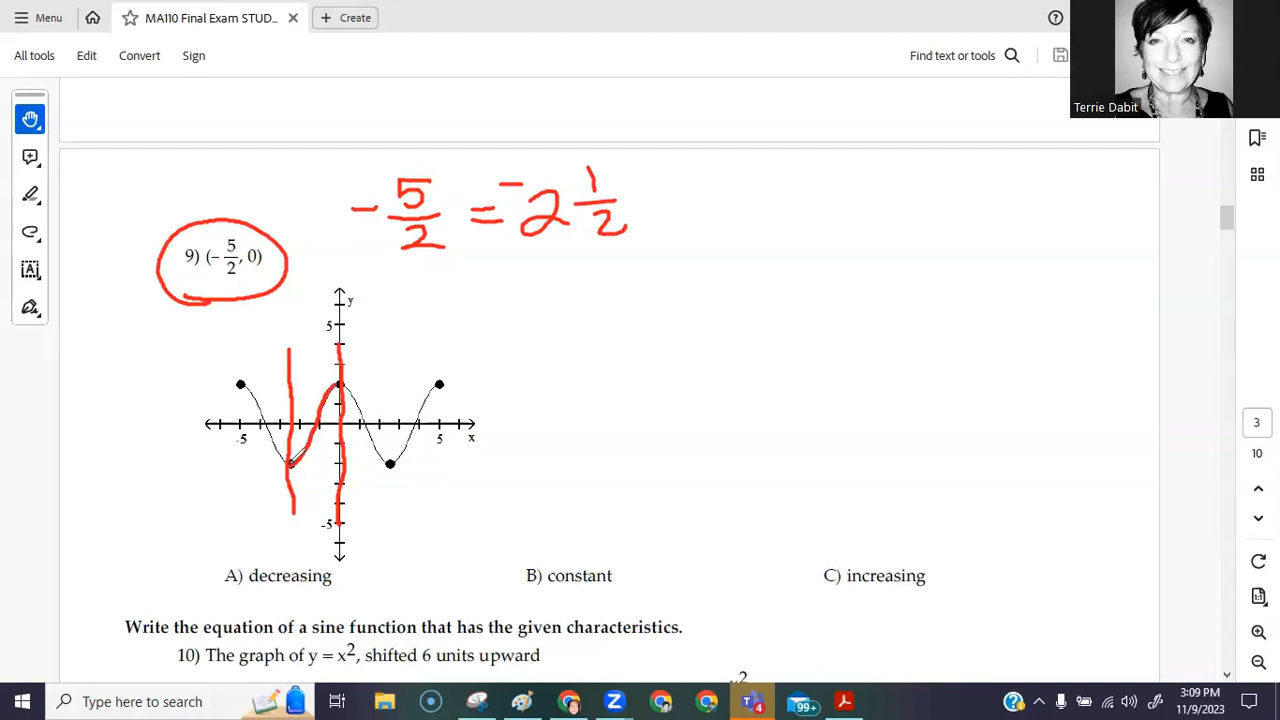 Menu MA110 Final Exam STUD... Create
All tools Edit Convert Sign Find text or tools
Terrie Dabit
- 5/2 = -2 1/2
9) (- 5/2, 0)
y
5
-5 5 x
-5
A) decreasing B) constant C) increasing
Write the equation of a sine function that has the given characteristics.
10) The graph of y = x², shifted 6 units upward
3
10
1:1
Type here to search
4
99+
3:09 PM
11/9/2023